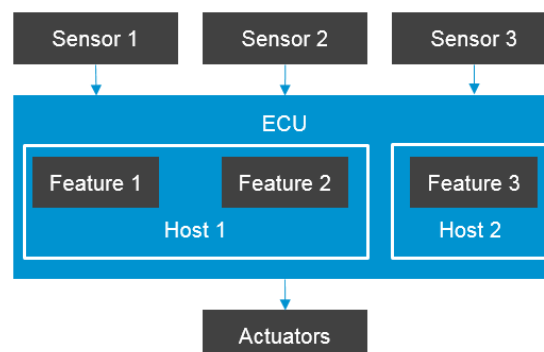 Sensor 1
Sensor 2
Sensor 3
ECU
Feature 1
Feature 2
Feature 3
Host 1
Host 2
Actuators